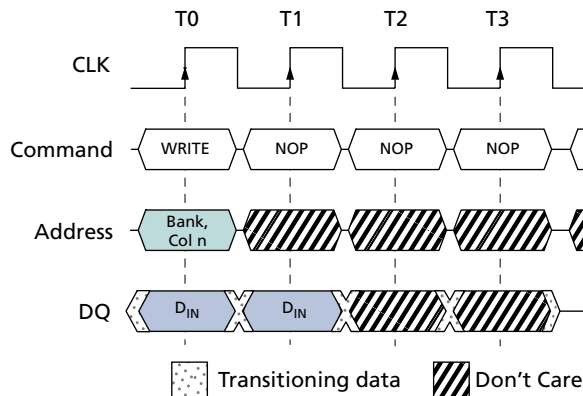 T0 T1 T2 T3
CLK
Command WRITE NOP NOP NOP
Address Bank,
Col n
DQ DIN DIN
Transitioning data Don't Care